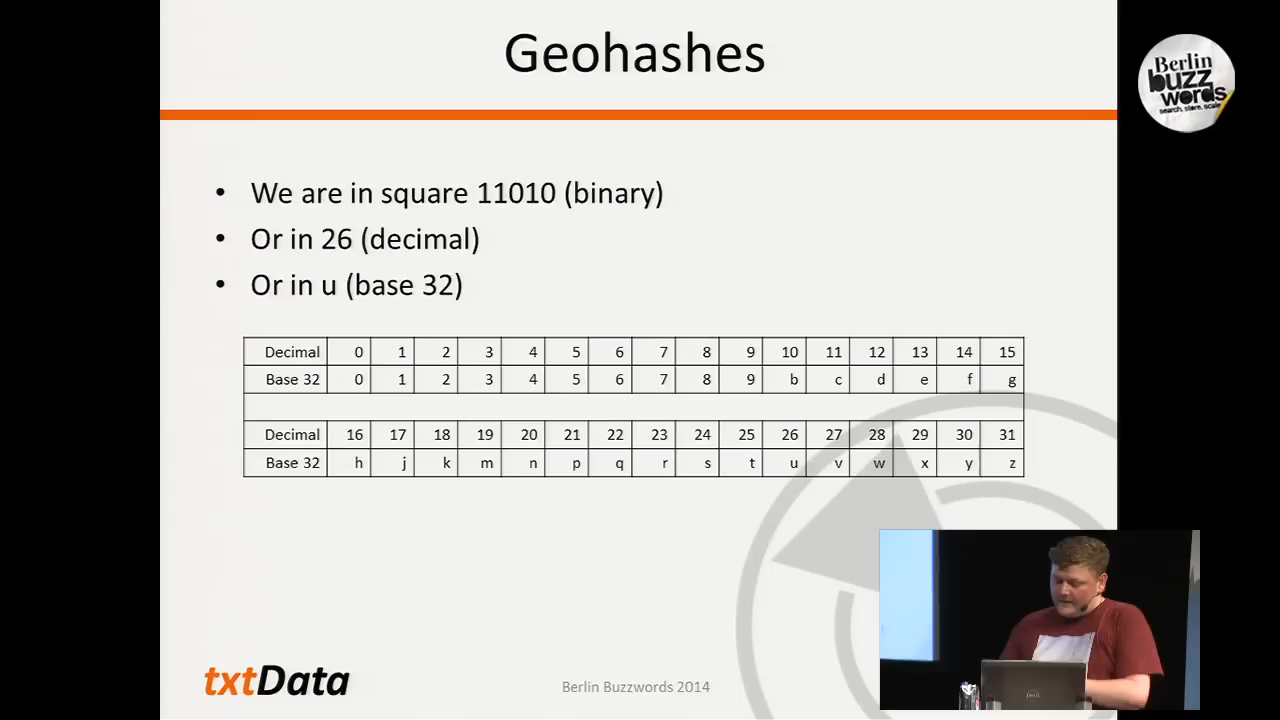 Geohashes
Berlin
buzz
words
search. store. scale.
• We are in square 11010 (binary)
• Or in 26 (decimal)
• Or in u (base 32)
Decimal 0 1 2 3 4 5 6 7 8 9 10 11 12 13 14 15
Base 32 0 1 2 3 4 5 6 7 8 9 b c d e f g
Decimal 16 17 18 19 20 21 22 23 24 25 26 27 28 29 30 31
Base 32 h j k m n p q r s t u v w x y z
txtData
Berlin Buzzwords 2014